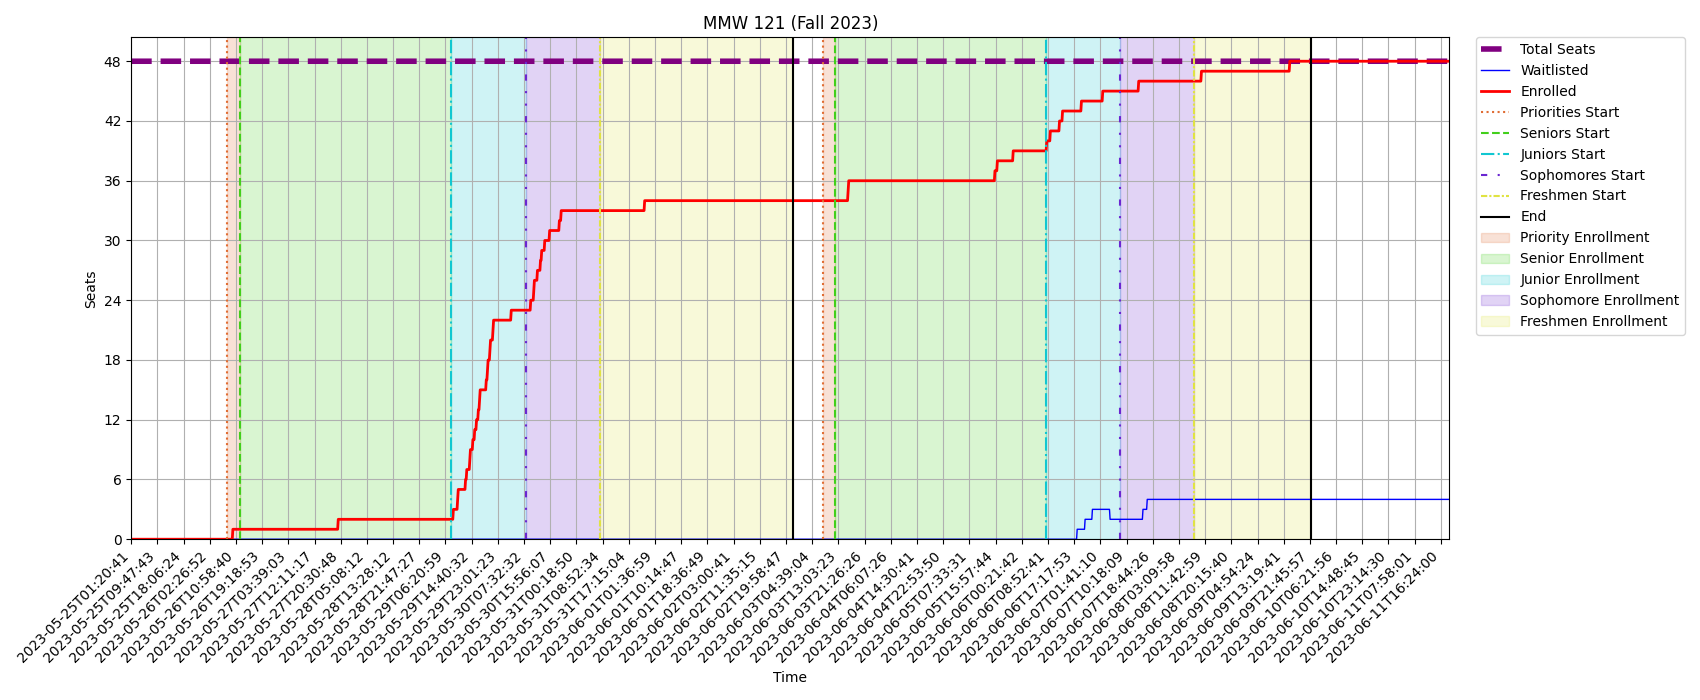 MMW 121 (Fall 2023)
Total Seats
Waitlisted
Enrolled
Priorities Start
Seniors Start
Juniors Start
Sophomores Start
Freshmen Start
End
Priority Enrollment
Senior Enrollment
Junior Enrollment
Sophomore Enrollment
Freshmen Enrollment
Seats
48
42
36
30
24
18
12
6
0
2023-05-25T01:20:41
2023-05-25T09:47:43
2023-05-25T18:06:24
2023-05-26T02:26:52
2023-05-26T10:58:40
2023-05-26T19:18:53
2023-05-27T03:39:03
2023-05-27T12:11:17
2023-05-27T20:30:48
2023-05-28T05:08:12
2023-05-28T13:28:12
2023-05-28T21:47:27
2023-05-29T06:20:59
2023-05-29T14:40:32
2023-05-29T23:01:23
2023-05-30T07:32:32
2023-05-30T15:56:07
2023-05-31T00:18:50
2023-05-31T08:52:34
2023-05-31T17:15:04
2023-06-01T01:36:59
2023-06-01T10:14:47
2023-06-01T18:36:49
2023-06-02T03:00:41
2023-06-02T11:35:15
2023-06-02T19:58:47
2023-06-03T04:39:04
2023-06-03T13:03:23
2023-06-03T21:26:26
2023-06-04T06:07:26
2023-06-04T14:30:41
2023-06-04T22:53:50
2023-06-05T07:33:31
2023-06-05T15:57:44
2023-06-06T00:21:42
2023-06-06T08:52:41
2023-06-06T17:17:53
2023-06-07T01:41:10
2023-06-07T10:18:09
2023-06-07T18:44:26
2023-06-08T03:09:58
2023-06-08T11:42:59
2023-06-08T20:15:40
2023-06-09T04:54:24
2023-06-09T13:19:41
2023-06-09T21:45:57
2023-06-10T06:21:56
2023-06-10T14:48:45
2023-06-10T23:14:30
2023-06-11T07:58:01
2023-06-11T16:24:00
Time